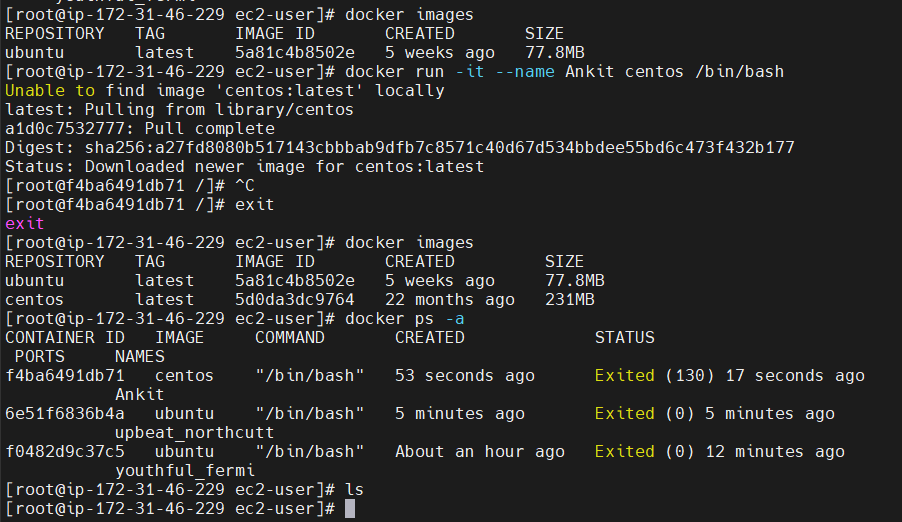 [root@ip-172-31-46-229 ec2-user]# docker images
REPOSITORY   TAG       IMAGE ID       CREATED       SIZE
ubuntu       latest    5a81c4b8502e   5 weeks ago   77.8MB
[root@ip-172-31-46-229 ec2-user]# docker run -it --name Ankit centos /bin/bash
Unable to find image 'centos:latest' locally
latest: Pulling from library/centos
a1d0c7532777: Pull complete
Digest: sha256:a27fd8080b517143cbbbab9dfb7c8571c40d67d534bbdee55bd6c473f432b177
Status: Downloaded newer image for centos:latest
[root@f4ba6491db71 /]# ^C
[root@f4ba6491db71 /]# exit
exit
[root@ip-172-31-46-229 ec2-user]# docker images
REPOSITORY   TAG       IMAGE ID       CREATED         SIZE
ubuntu       latest    5a81c4b8502e   5 weeks ago     77.8MB
centos       latest    5d0da3dc9764   22 months ago   231MB
[root@ip-172-31-46-229 ec2-user]# docker ps -a
CONTAINER ID   IMAGE     COMMAND       CREATED             STATUS
 PORTS     NAMES
f4ba6491db71   centos    "/bin/bash"   53 seconds ago      Exited (130) 17 seconds ago
           Ankit
6e51f6836b4a   ubuntu    "/bin/bash"   5 minutes ago       Exited (0) 5 minutes ago
           upbeat_northcutt
f0482d9c37c5   ubuntu    "/bin/bash"   About an hour ago   Exited (0) 12 minutes ago
           youthful_fermi
[root@ip-172-31-46-229 ec2-user]# ls
[root@ip-172-31-46-229 ec2-user]#